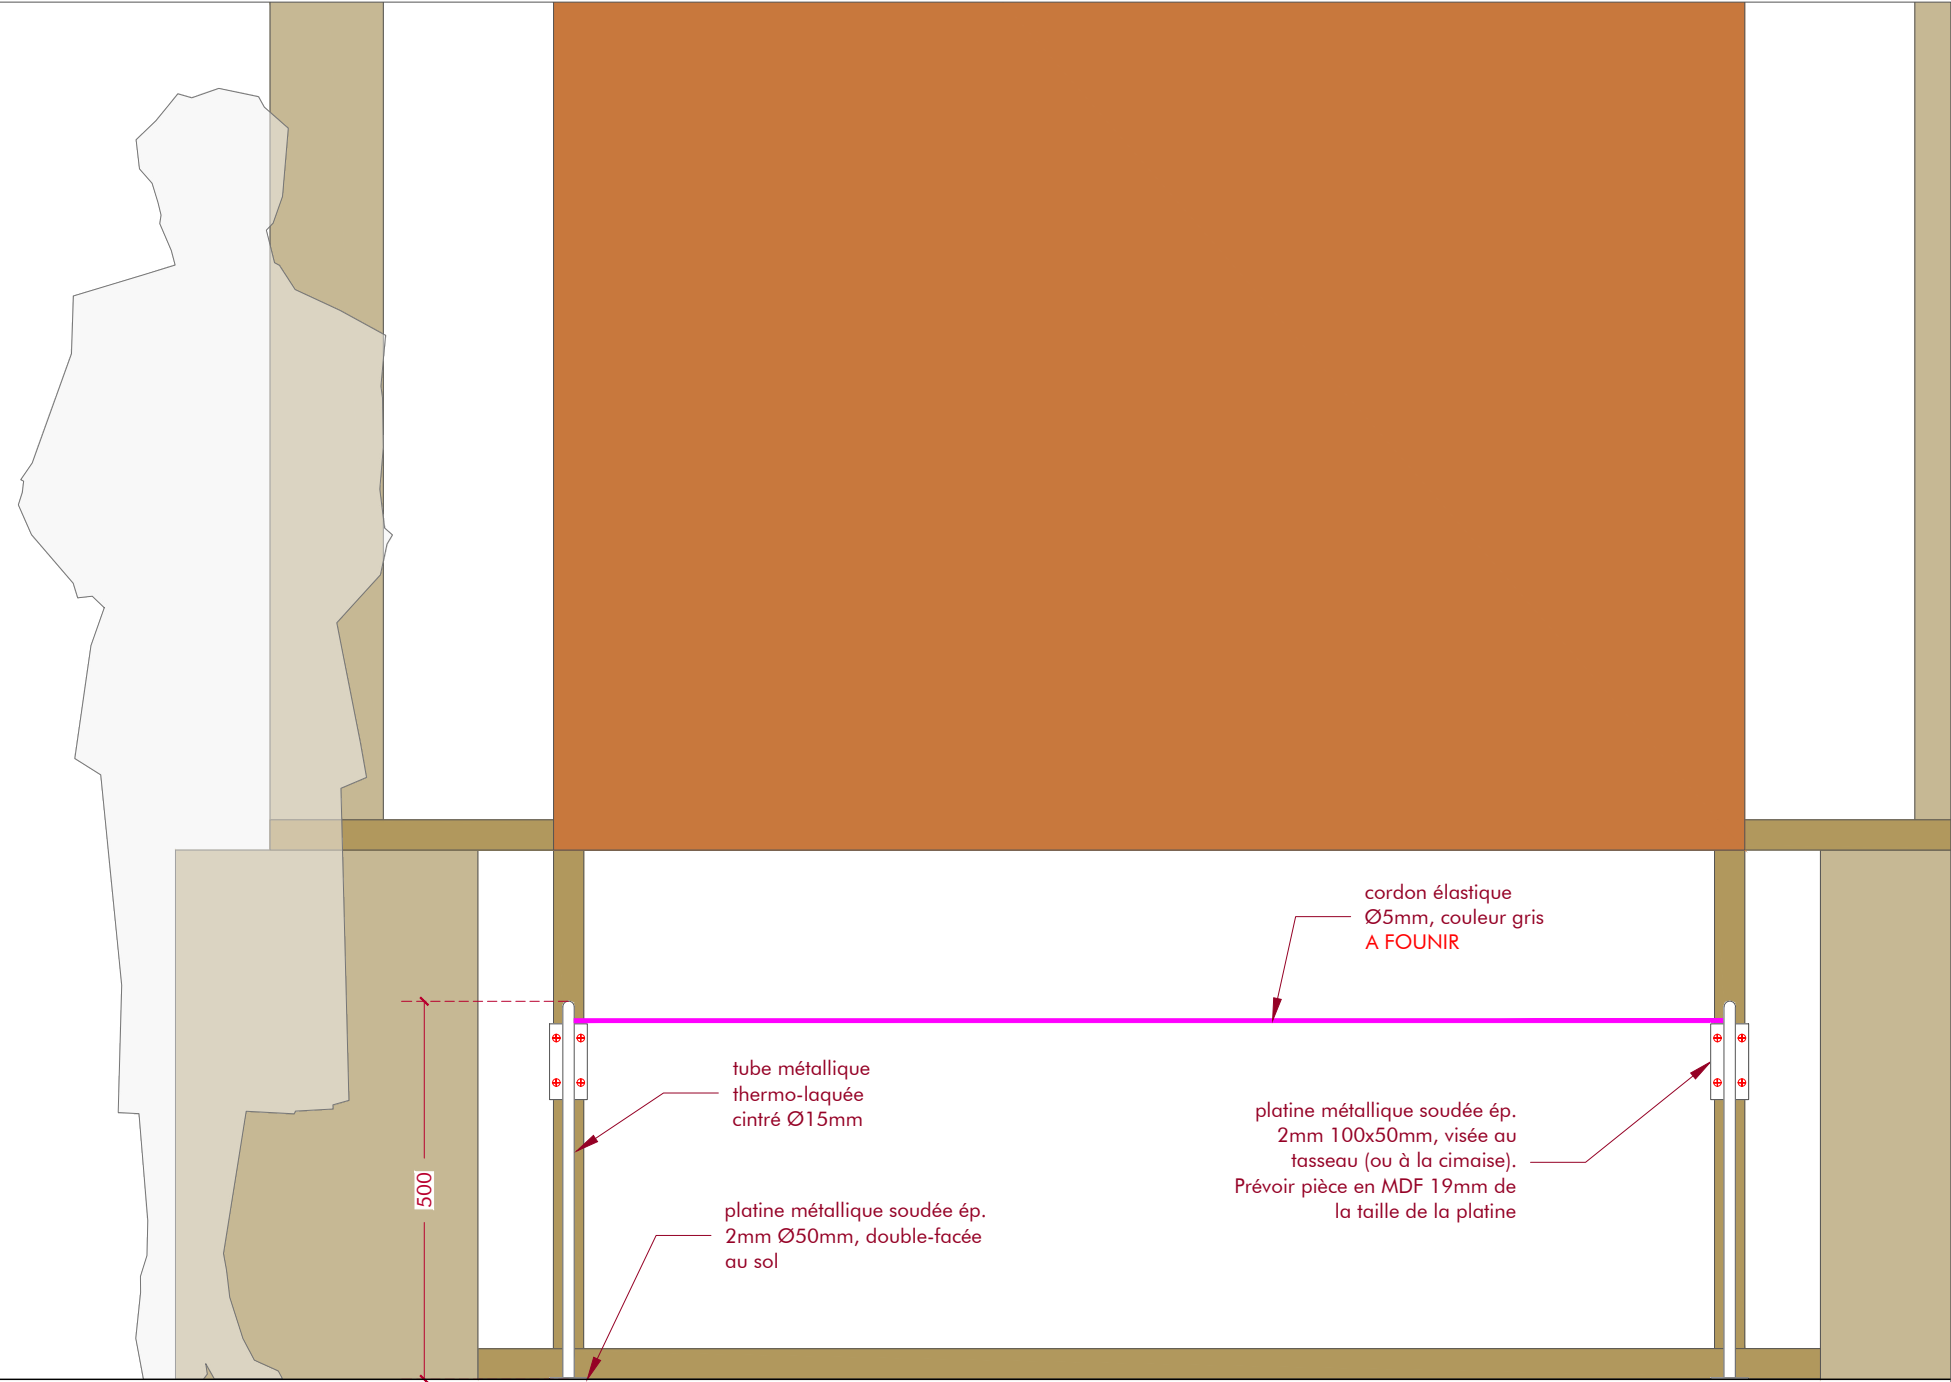 cordon élastique
Ø5mm, couleur gris
A FOUNIR
tube métallique
thermo-laquée
cintré Ø15mm
platine métallique soudée ép.
2mm 100x50mm, visée au
tasseau (ou à la cimaise).
Prévoir pièce en MDF 19mm de
la taille de la platine
500
platine métallique soudée ép.
2mm Ø50mm, double-facée
au sol